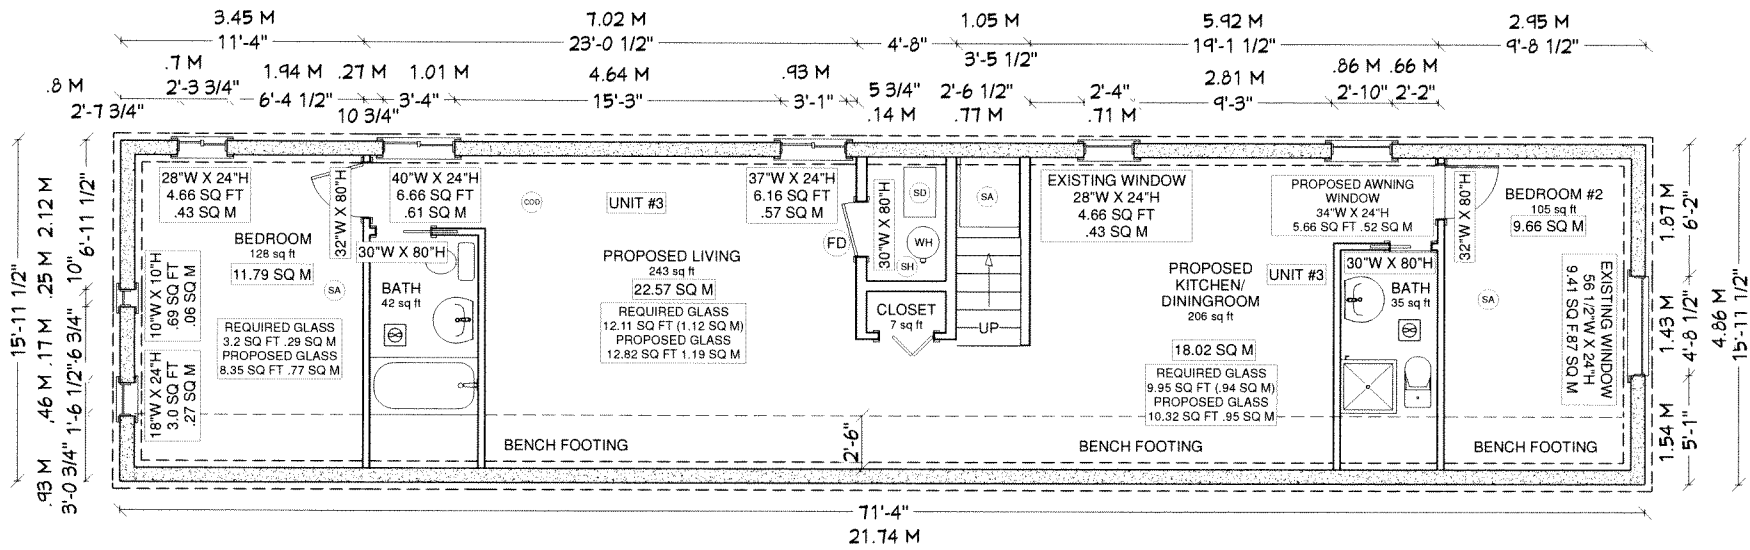 3.45 M
7.02 M
1.05 M
5.92 M
2.95 M
11'-4"
23'-0 1/2"
4'-8"
3'-5 1/2"
19'-1 1/2"
9'-8 1/2"
.8 M
.7 M
1.94 M
.27 M
1.01 M
4.64 M
.93 M
2.81 M
.86 M
.66 M
2'-7 3/4"
2'-3 3/4"
6'-4 1/2"
10 3/4"
3'-4"
15'-3"
3'-1"
5 3/4"
.14 M
2'-6 1/2"
.77 M
2'-4"
.71 M
9'-3"
2'-10"
2'-2"
15'-11 1/2"
.93 M .46 M .17 M .25 M 2.12 M
3'-0 3/4" 1'-6 1/2"-6 3/4" 10" 6'-11 1/2"
28"W X 24"H
4.66 SQ FT
.43 SQ M
32"W X 80"H
BEDROOM
128 sq ft
11.79 SQ M
SA
10"W X 10"H
.69 SQ FT
.06 SQ M
18"W X 24"H
3.0 SQ FT
.27 SQ M
REQUIRED GLASS
3.2 SQ FT .29 SQ M
PROPOSED GLASS
8.35 SQ FT .77 SQ M
40"W X 24"H
6.66 SQ FT
.61 SQ M
30"W X 80"H
BATH
42 sq ft
COD
UNIT #3
PROPOSED LIVING
243 sq ft
22.57 SQ M
REQUIRED GLASS
12.11 SQ FT (1.12 SQ M)
PROPOSED GLASS
12.82 SQ FT 1.19 SQ M
37"W X 24"H
6.16 SQ FT
.57 SQ M
FD
30"W X 80"H
SD
WH
SH
CLOSET
7 sq ft
SA
UP
EXISTING WINDOW
28"W X 24"H
4.66 SQ FT
.43 SQ M
PROPOSED AWNING
WINDOW
34"W X 24"H
5.66 SQ FT .52 SQ M
PROPOSED
KITCHEN/
DININGROOM
206 sq ft
UNIT #3
18.02 SQ M
REQUIRED GLASS
9.95 SQ FT (.94 SQ M)
PROPOSED GLASS
10.32 SQ FT .95 SQ M
30"W X 80"H
BATH
35 sq ft
32"W X 80"H
BEDROOM #2
105 sq ft
9.66 SQ M
SA
EXISTING WINDOW
56 1/2"W X 24"H
9.41 SQ F.87 SQ M
1.87 M
6'-2"
1.43 M
4'-8 1/2"
1.54 M
5'-1"
4.86 M
15'-11 1/2"
BENCH FOOTING
2'-6"
BENCH FOOTING
BENCH FOOTING
71'-4"
21.74 M